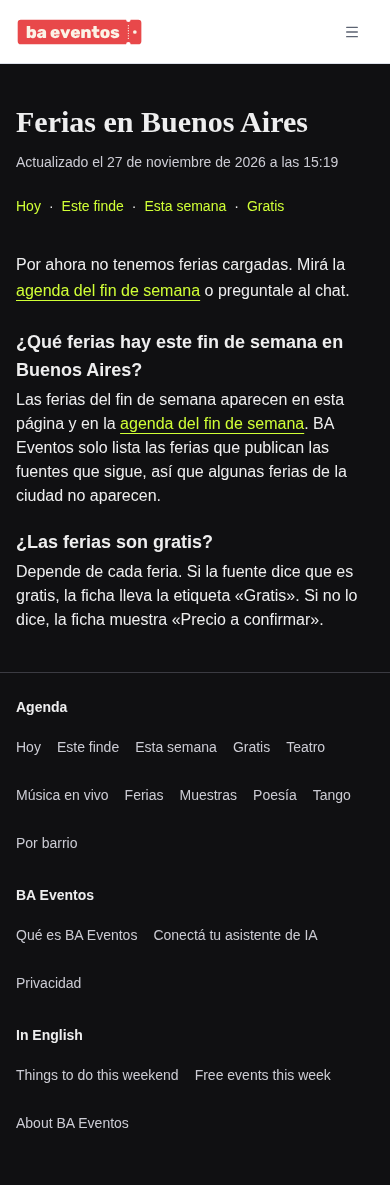 ba eventos
Ferias en Buenos Aires
Actualizado el 27 de noviembre de 2026 a las 15:19
Hoy · Este finde · Esta semana · Gratis
Por ahora no tenemos ferias cargadas. Mirá la
agenda del fin de semana o preguntale al chat.
¿Qué ferias hay este fin de semana en
Buenos Aires?
Las ferias del fin de semana aparecen en esta
página y en la agenda del fin de semana. BA
Eventos solo lista las ferias que publican las
fuentes que sigue, así que algunas ferias de la
ciudad no aparecen.
¿Las ferias son gratis?
Depende de cada feria. Si la fuente dice que es
gratis, la ficha lleva la etiqueta «Gratis». Si no lo
dice, la ficha muestra «Precio a confirmar».
Agenda
Hoy Este finde Esta semana Gratis Teatro
Música en vivo Ferias Muestras Poesía Tango
Por barrio
BA Eventos
Qué es BA Eventos Conectá tu asistente de IA
Privacidad
In English
Things to do this weekend Free events this week
About BA Eventos